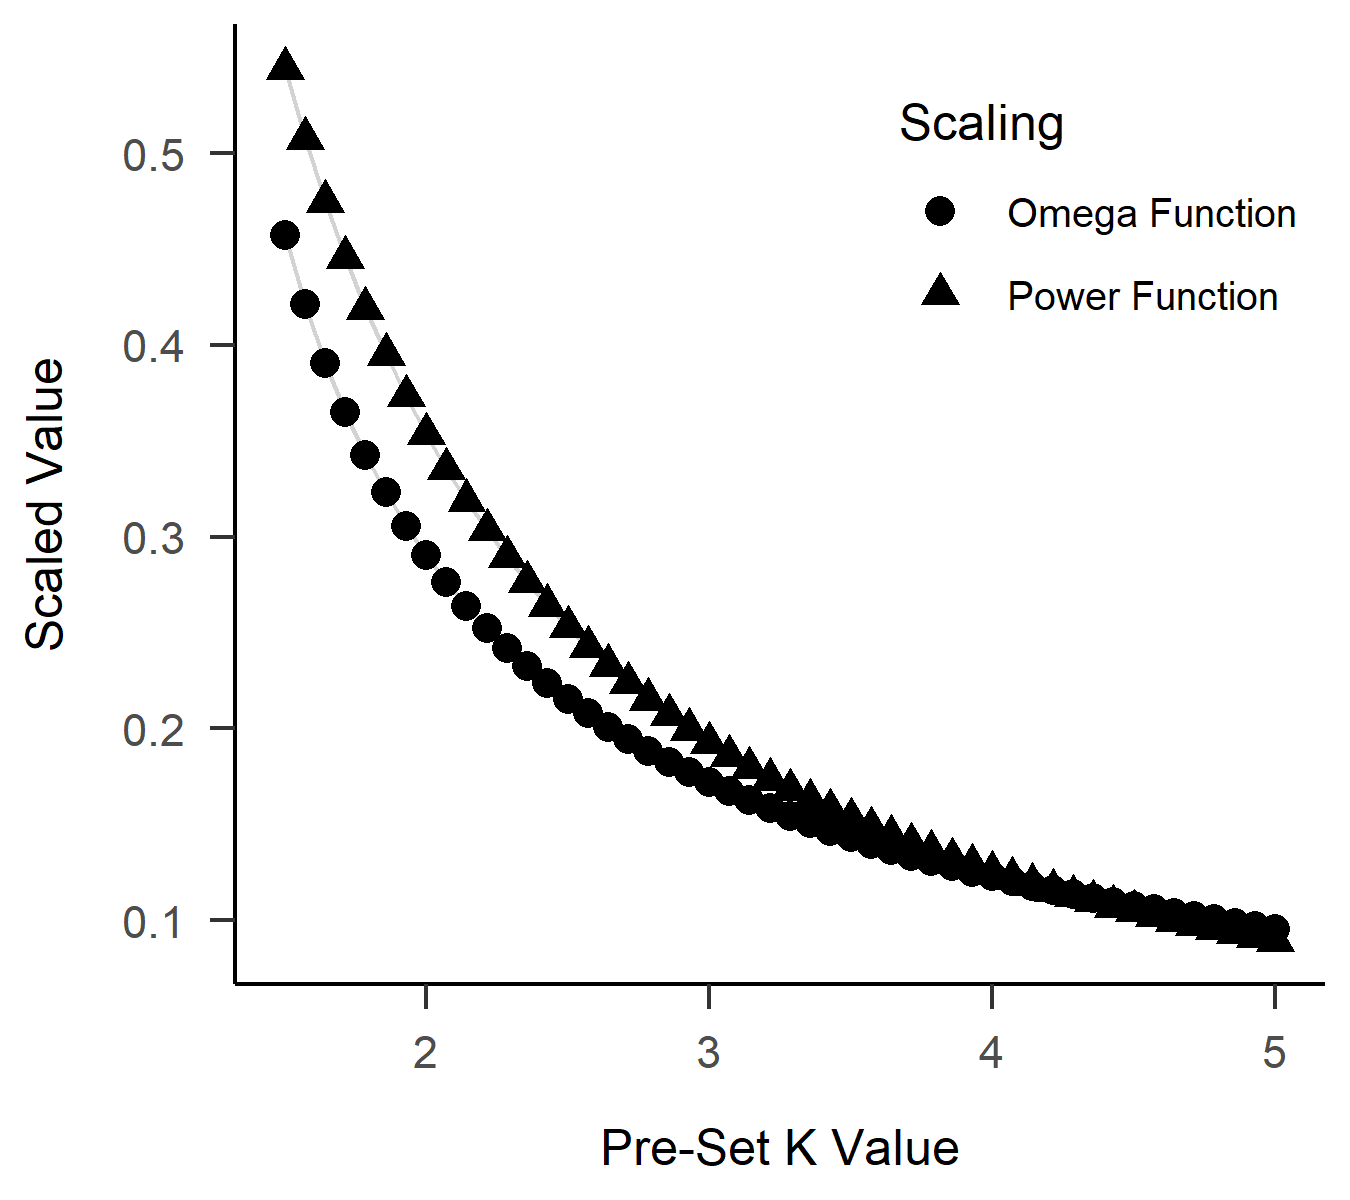 Scaling
Omega Function
Power Function
Scaled Value
0.5
0.4
0.3
0.2
0.1
2 3 4 5
Pre-Set K Value